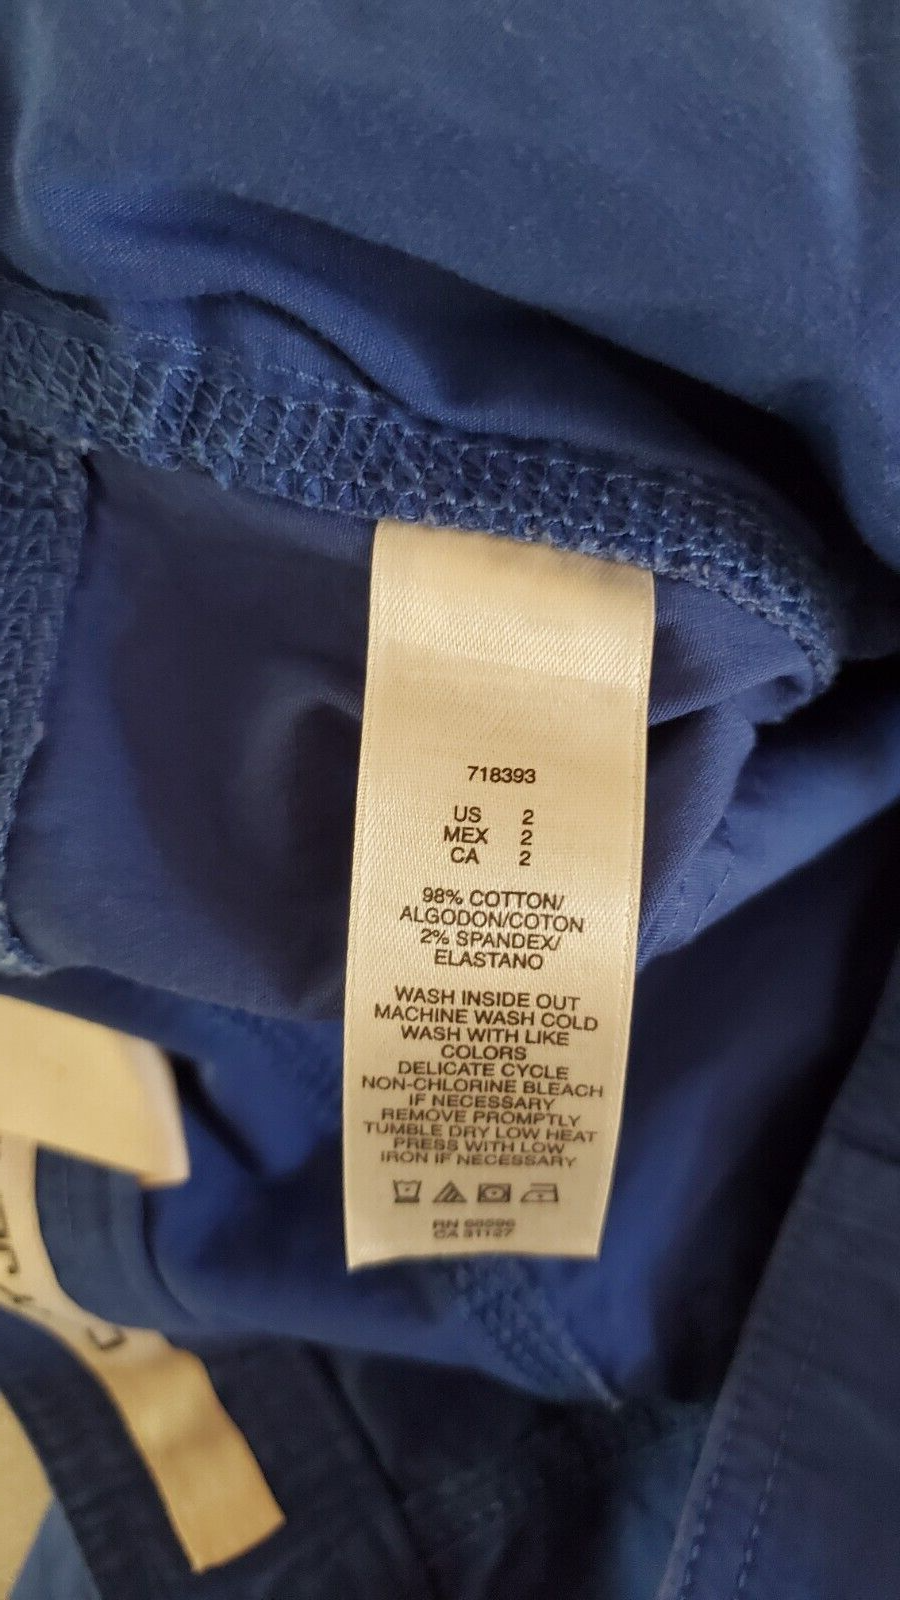 718393
US 2
MEX 2
CA 2
98% COTTON/
ALGODON/COTON
2% SPANDEX/
ELASTANO
WASH INSIDE OUT
MACHINE WASH COLD
WASH WITH LIKE
COLORS
DELICATE CYCLE
NON-CHLORINE BLEACH
IF NECESSARY
REMOVE PROMPTLY
TUMBLE DRY LOW HEAT
PRESS WITH LOW
IRON IF NECESSARY
RN
CA 31127